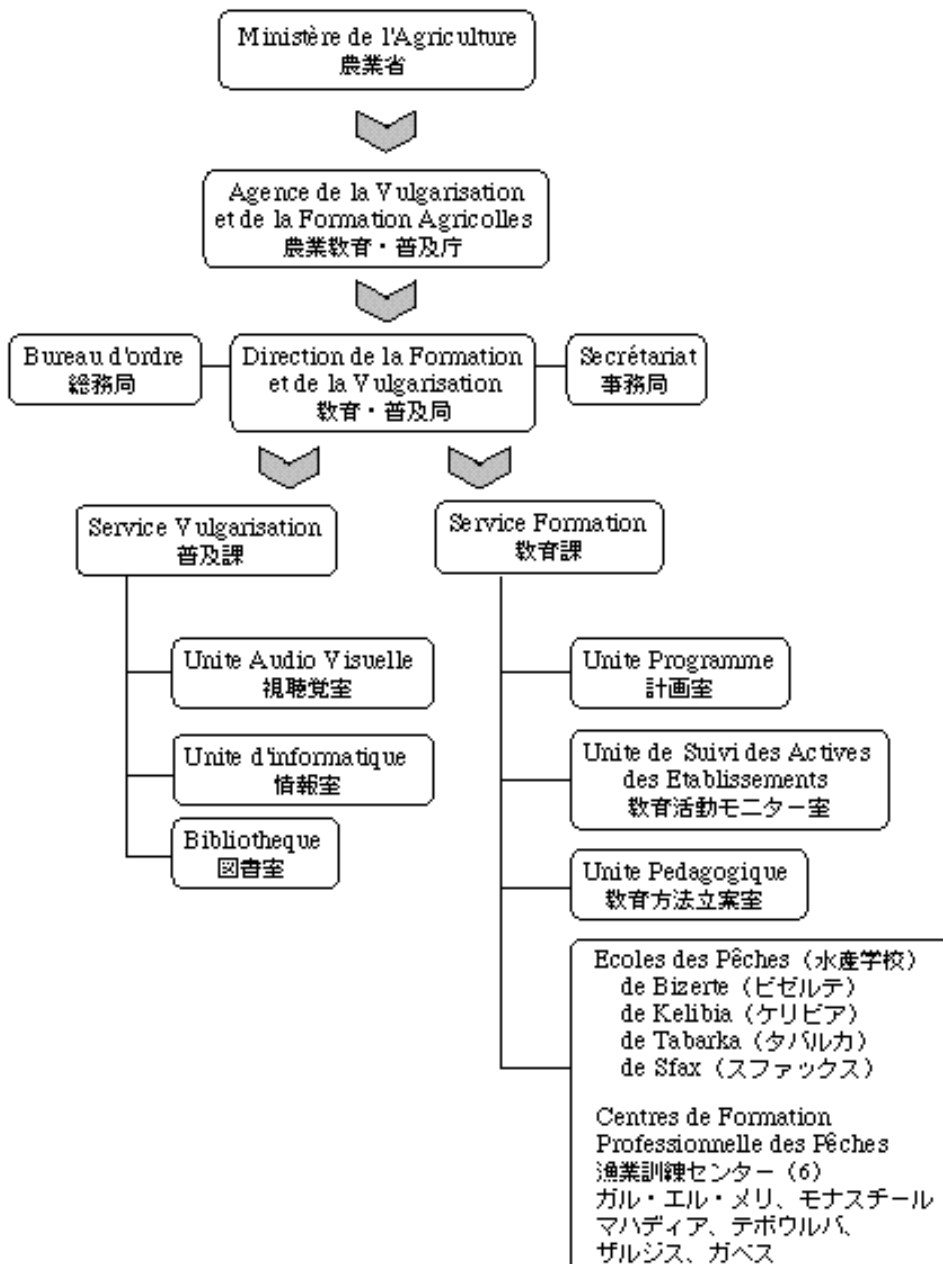 Ministère de l'Agriculture
農業省
Agence de la Vulgarisation
et de la Formation Agricolles
農業教育・普及庁
Bureau d'ordre
総務局
Direction de la Formation
et de la Vulgarisation
教育・普及局
Secrétariat
事務局
Service Vulgarisation
普及課
Service Formation
教育課
Unite Audio Visuelle
視聴覚室
Unite d'informatique
情報室
Bibliotheque
図書室
Unite Programme
計画室
Unite de Suivi des Actives
des Etablissements
教育活動モニター室
Unite Pedagogique
教育方法立案室
Ecoles des Pêches（水産学校）
de Bizerte（ビゼルテ）
de Kelibia（ケリビア）
de Tabarka（タバルカ）
de Sfax（スファックス）
Centres de Formation
Professionnelle des Pêches
漁業訓練センター（6）
ガル・エル・メリ、モナスチール
マハディア、テボウルバ、
ザルジス、ガベス